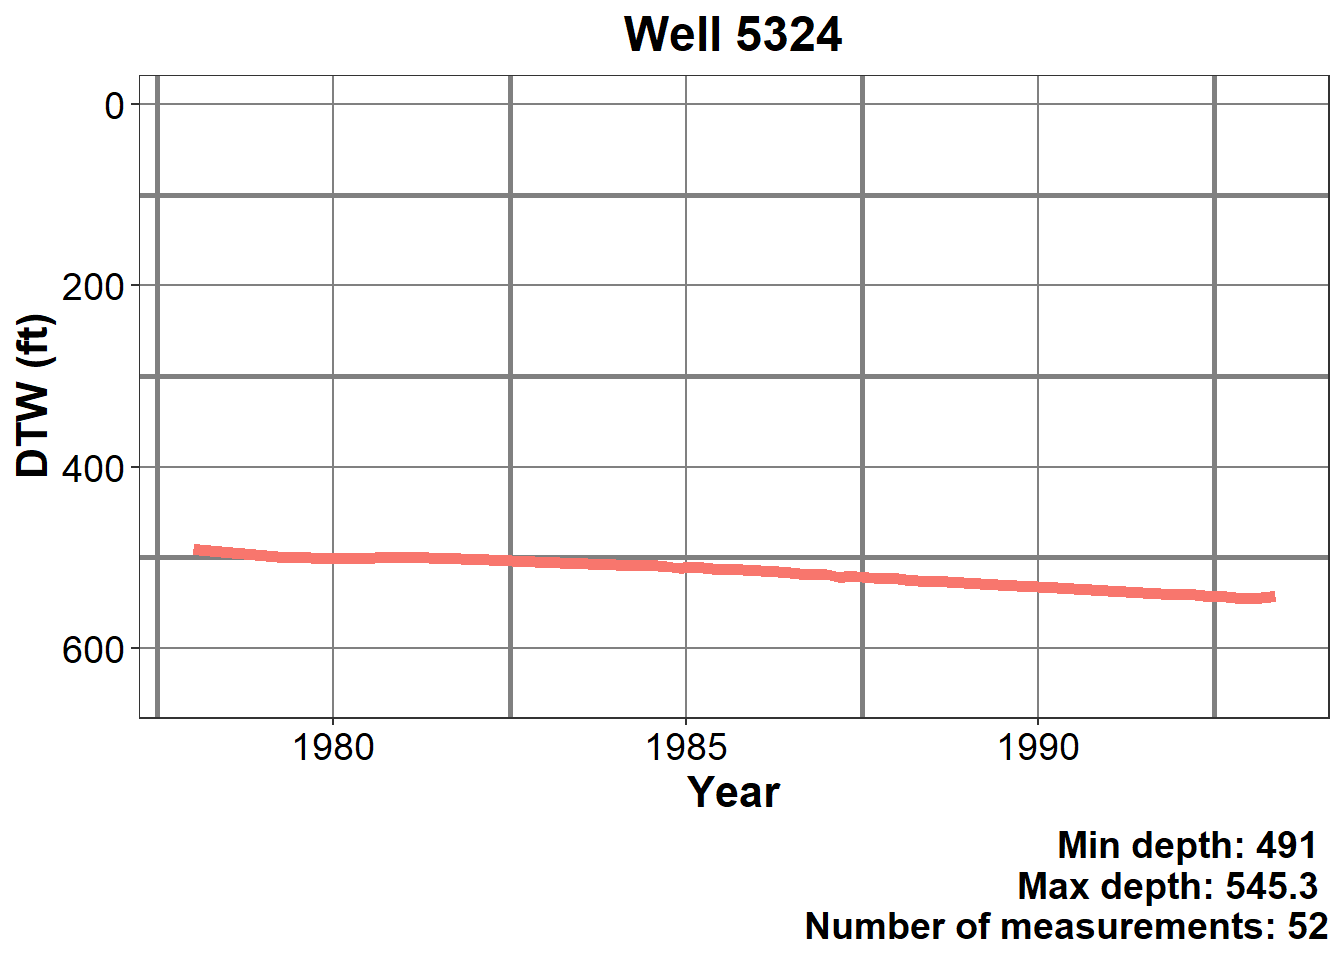 Well 5324
0
200
400
600
DTW (ft)
1980 1985 1990
Year
Min depth: 491
Max depth: 545.3
Number of measurements: 52